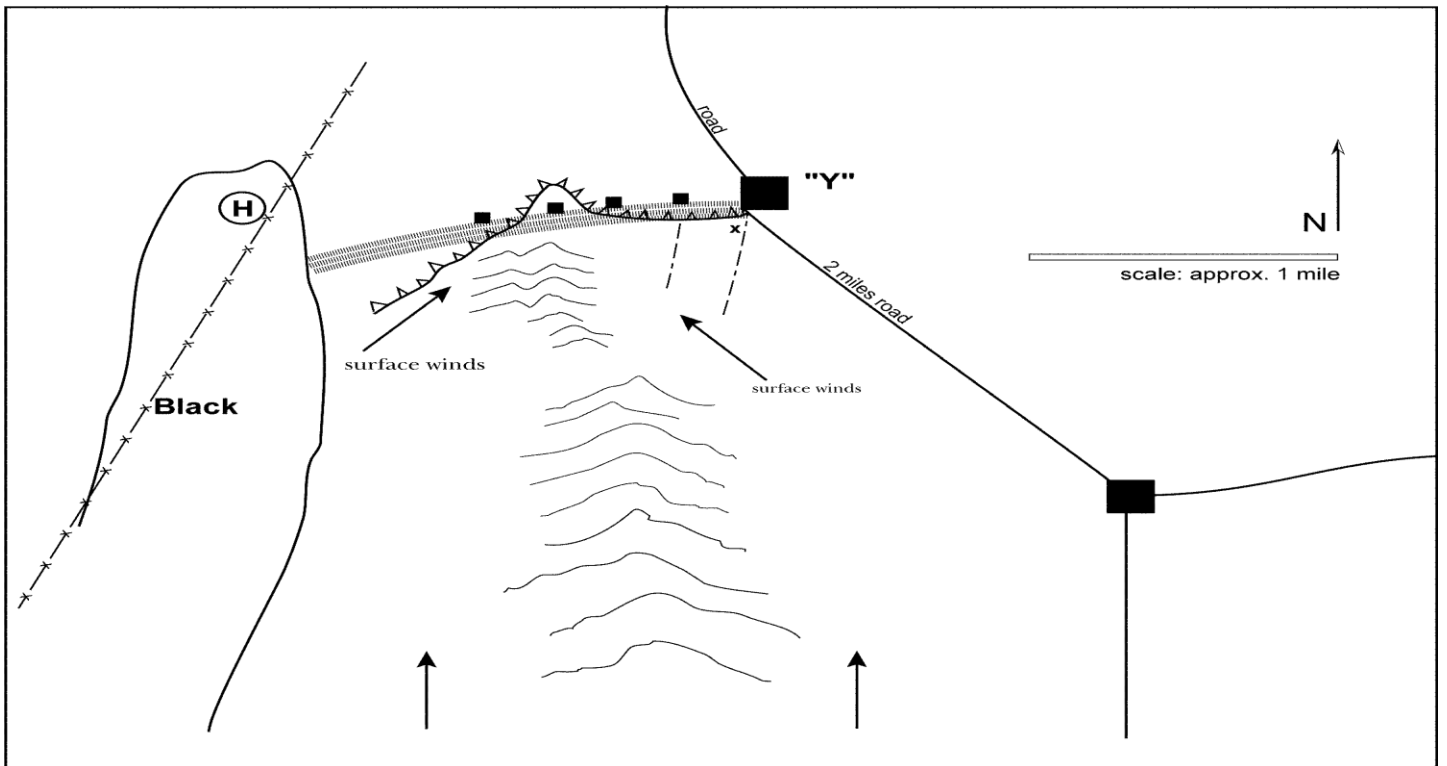 road
"Y"
N
scale: approx. 1 mile
H
2 miles road
surface winds
surface winds
Black
x